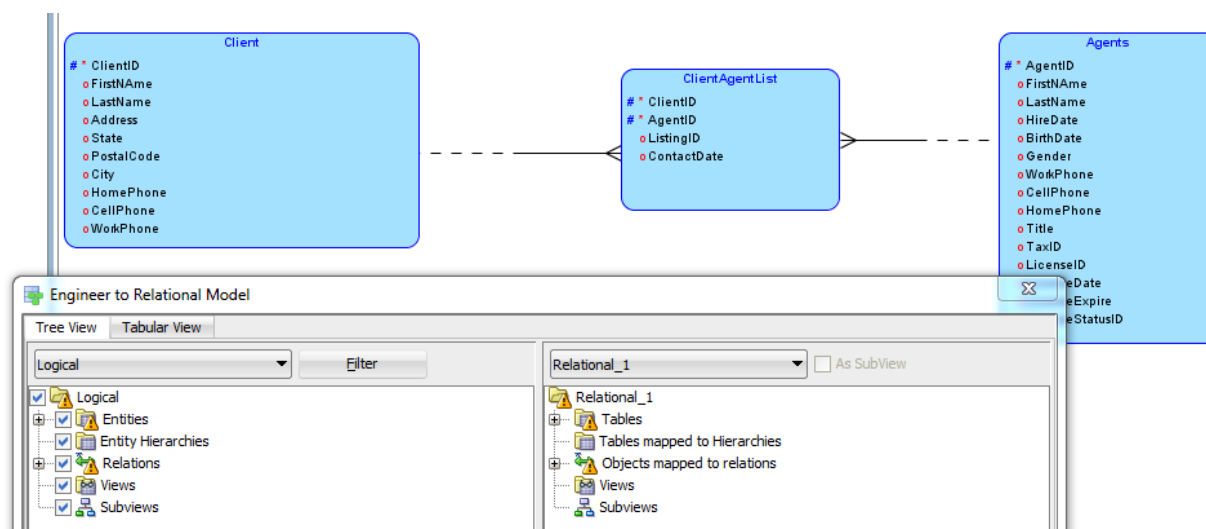 Client
# * ClientID
o FirstNAme
o LastName
o Address
o State
o PostalCode
o City
o HomePhone
o CellPhone
o WorkPhone
ClientAgentList
# * ClientID
# * AgentID
o ListingID
o ContactDate
Agents
# * AgentID
o FirstNAme
o LastName
o HireDate
o BirthDate
o Gender
o WorkPhone
o CellPhone
o HomePhone
o Title
o TaxID
o LicenseID
eDate
eExpire
eStatusID
Engineer to Relational Model
Tree View Tabular View
Logical Filter
Logical
Entities
Entity Hierarchies
Relations
Views
Subviews
Relational_1 As SubView
Relational_1
Tables
Tables mapped to Hierarchies
Objects mapped to relations
Views
Subviews